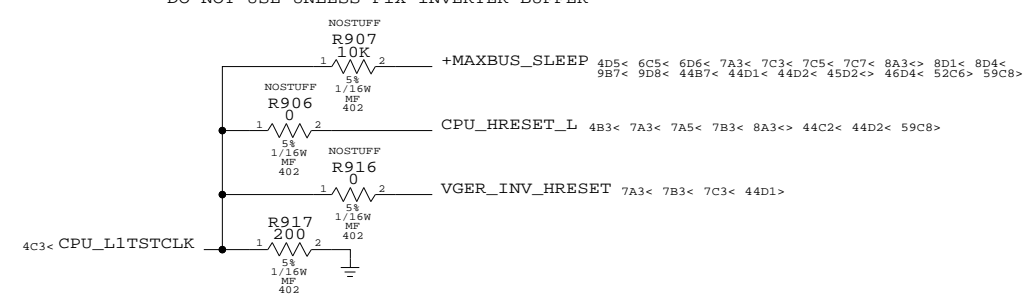 DO NOT USE UNLESS FIX INVERTER BUFFER
NOSTUFF
R907
10K
1 2
5%
1/16W
MF
402
+MAXBUS_SLEEP 4D5< 6C5< 6D6< 7A3< 7C3< 7C5< 7C7< 8A3<> 8D1< 8D4<
9B7< 9D8< 44B7< 44D1< 44D2< 45D2<> 46D4< 52C6> 59C8>
NOSTUFF
R906
0
1 2
5%
1/16W
MF
402
CPU_HRESET_L 4B3< 7A3< 7A5< 7B3< 8A3<> 44C2< 44D2< 59C8>
NOSTUFF
R916
0
1 2
5%
1/16W
MF
402
VGER_INV_HRESET 7A3< 7B3< 7C3< 44D1>
R917
200
4C3< CPU_L1TSTCLK 1 2
5%
1/16W
MF
402